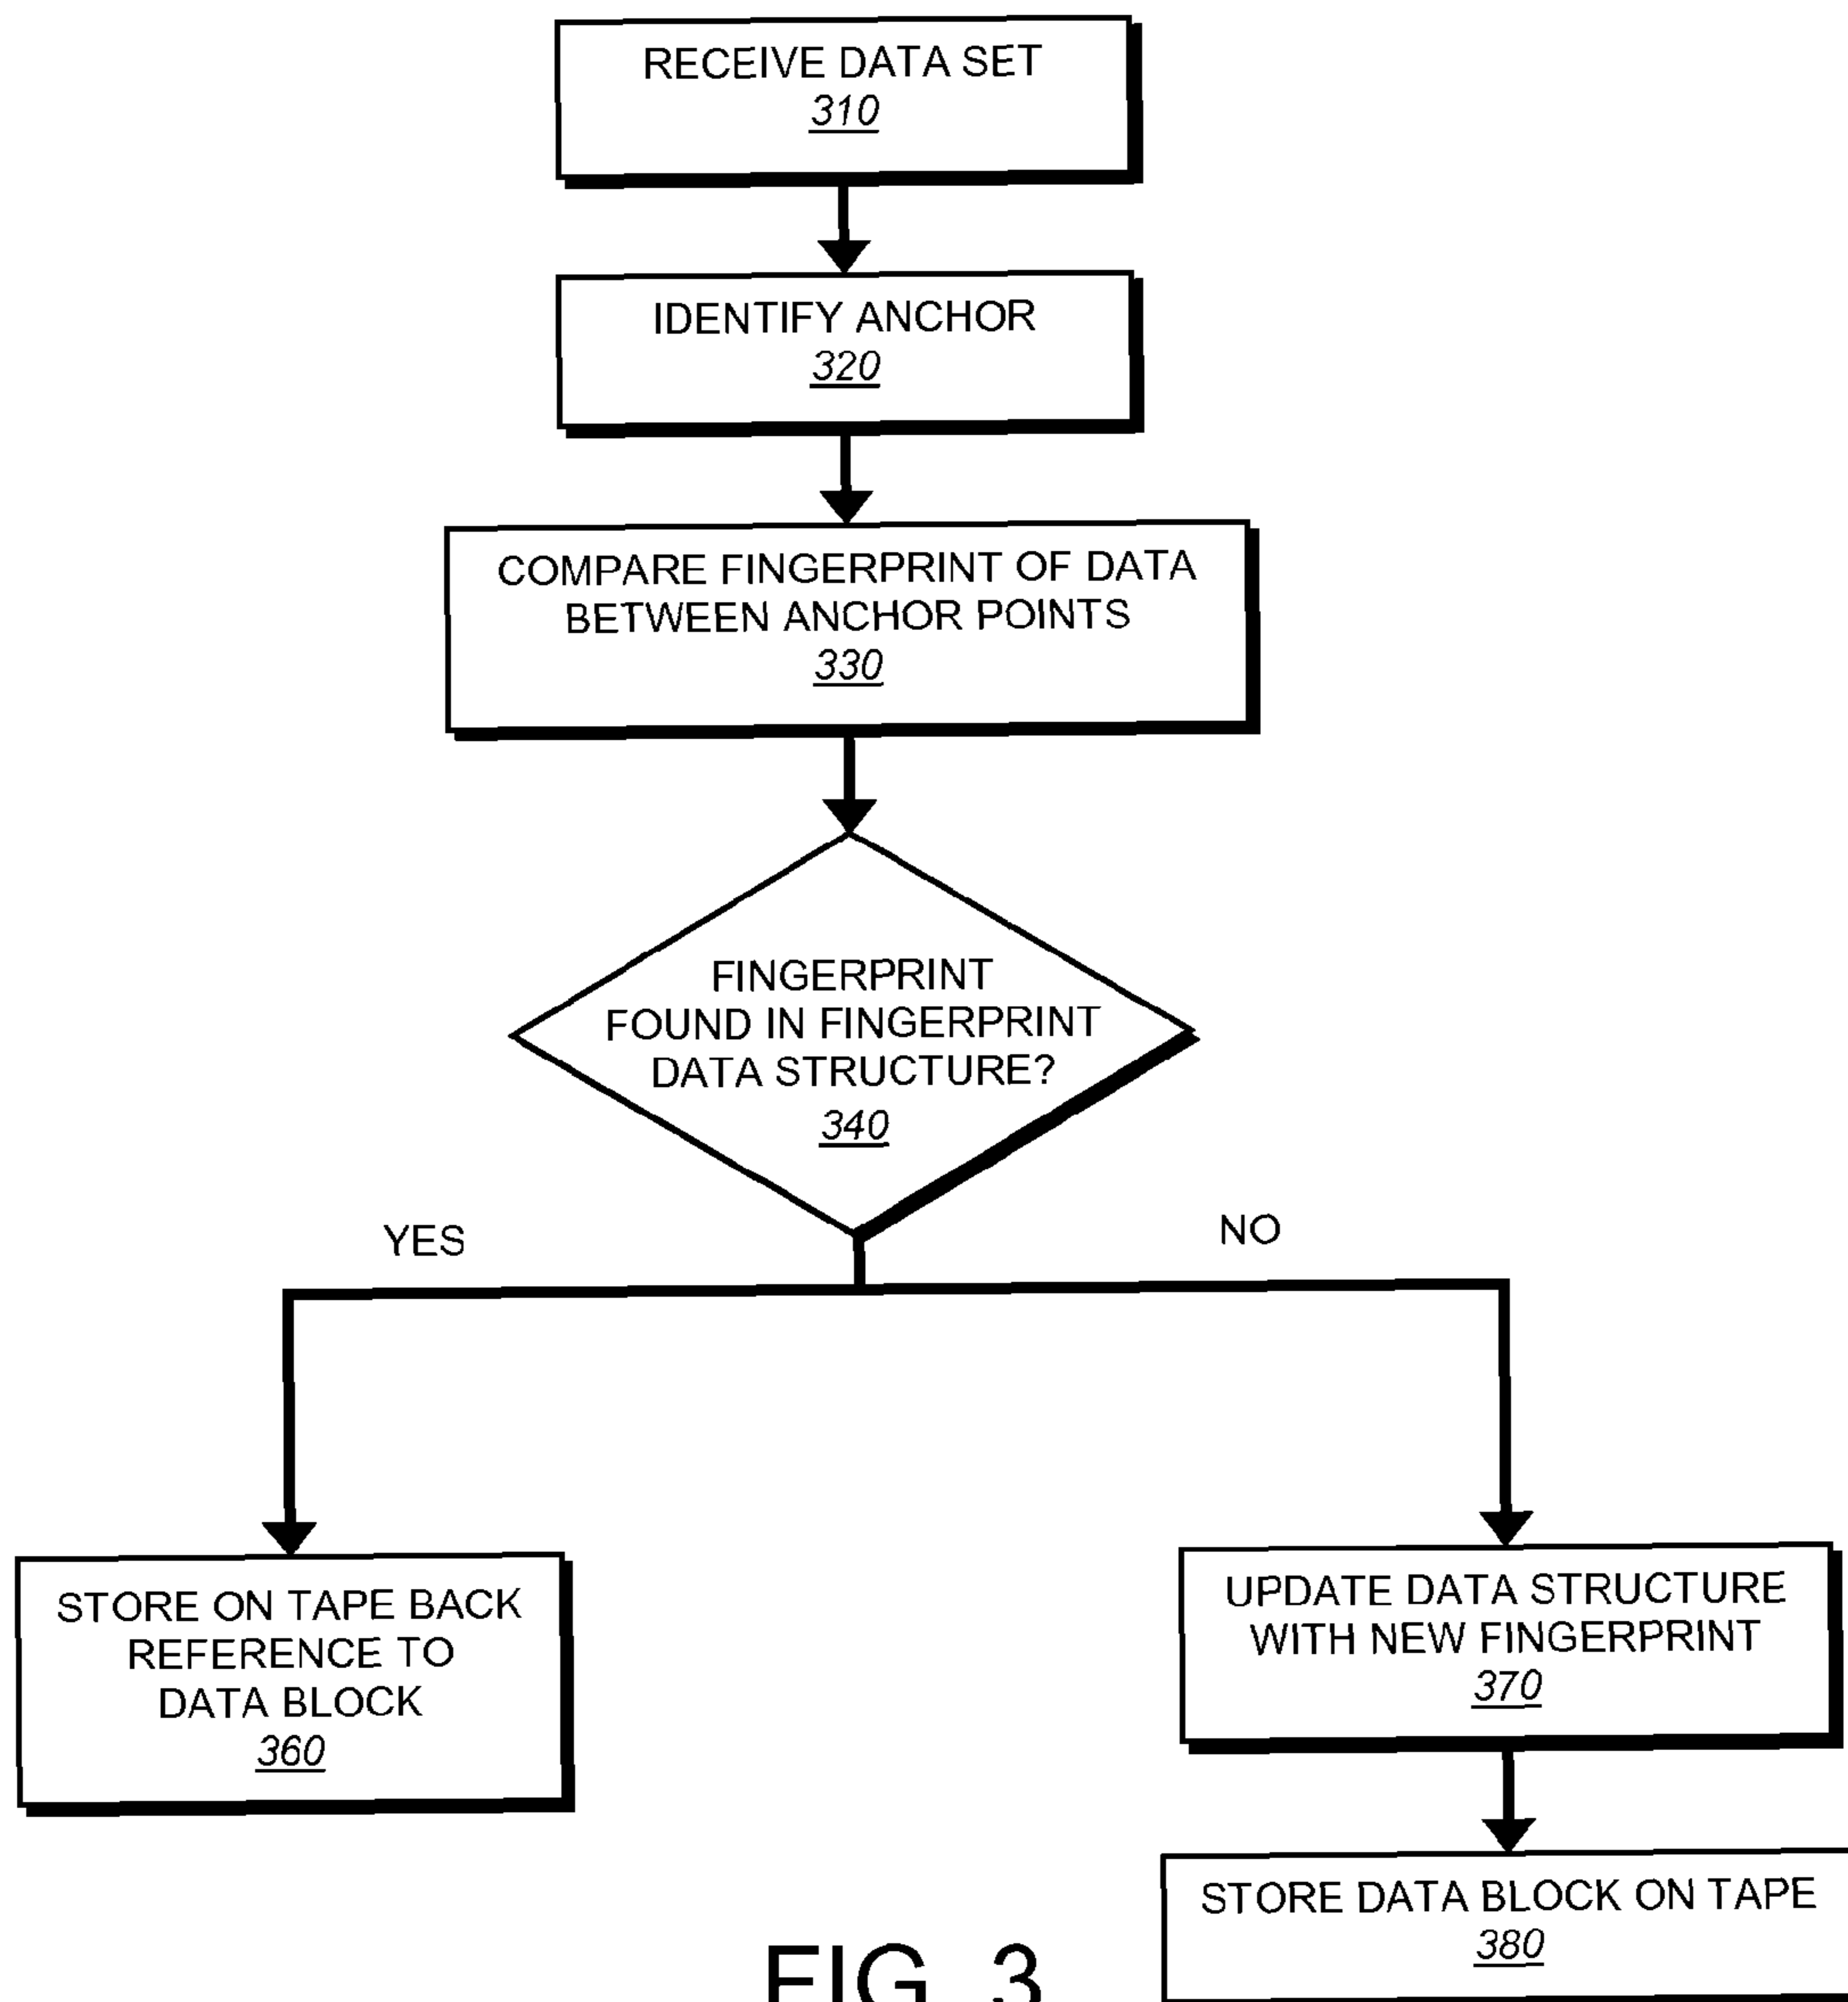 RECEIVE DATA SET
310
IDENTIFY ANCHOR
320
COMPARE FINGERPRINT OF DATA
BETWEEN ANCHOR POINTS
330
FINGERPRINT
FOUND IN FINGERPRINT
DATA STRUCTURE?
340
YES
NO
STORE ON TAPE BACK
REFERENCE TO
DATA BLOCK
360
UPDATE DATA STRUCTURE
WITH NEW FINGERPRINT
370
STORE DATA BLOCK ON TAPE
380
FIG. 3